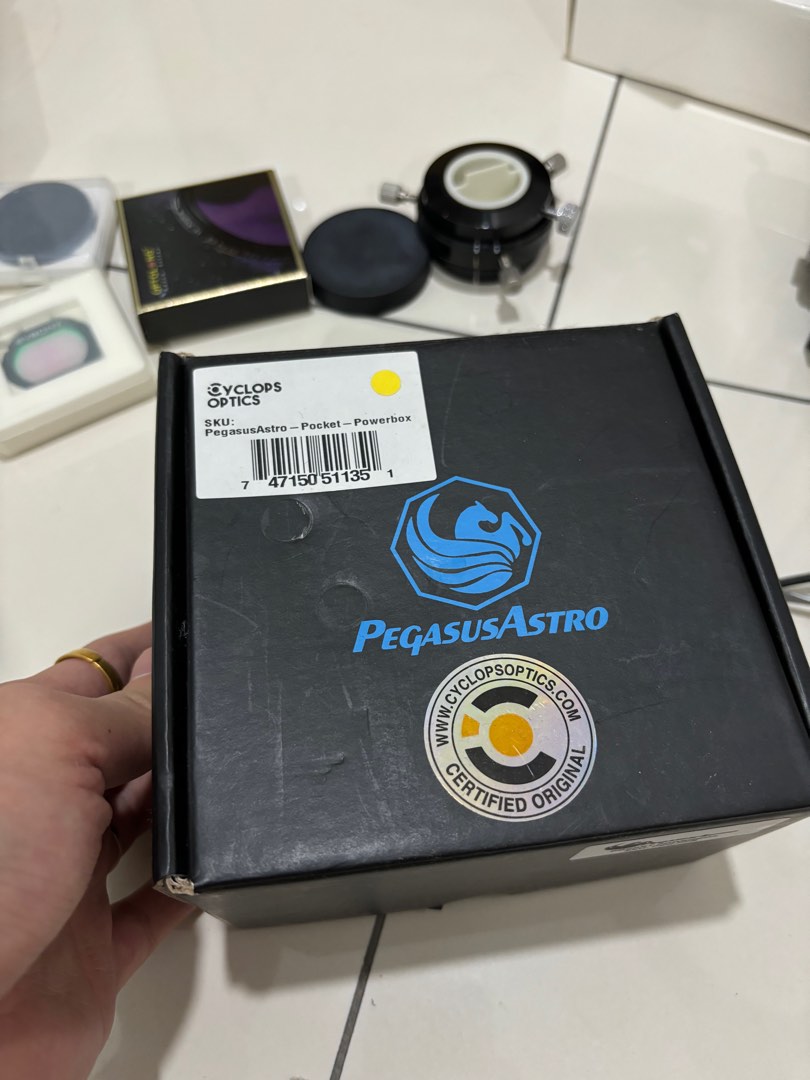 CYCLOPS
OPTICS
SKU:
PegasusAstro-Pocket-Powerbox
7 47150 51135 1
PEGASUSASTRO
WWW.CYCLOPSOPTICS.COM
CERTIFIED ORIGINAL